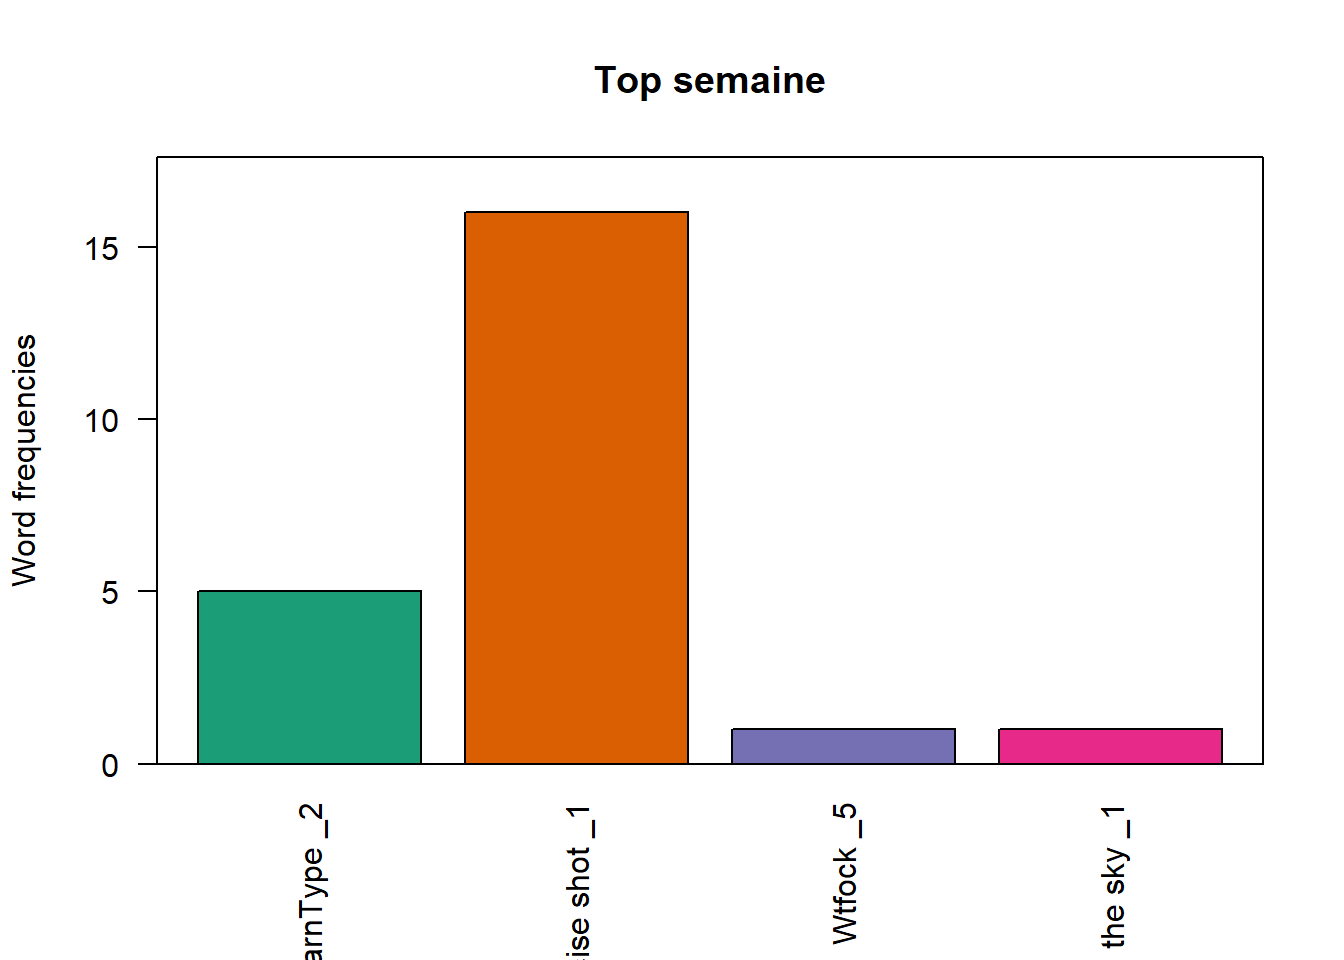 Top semaine
Word frequencies
15
10
5
0
arnType _2
ise shot _1
Wtfock _5
the sky _1